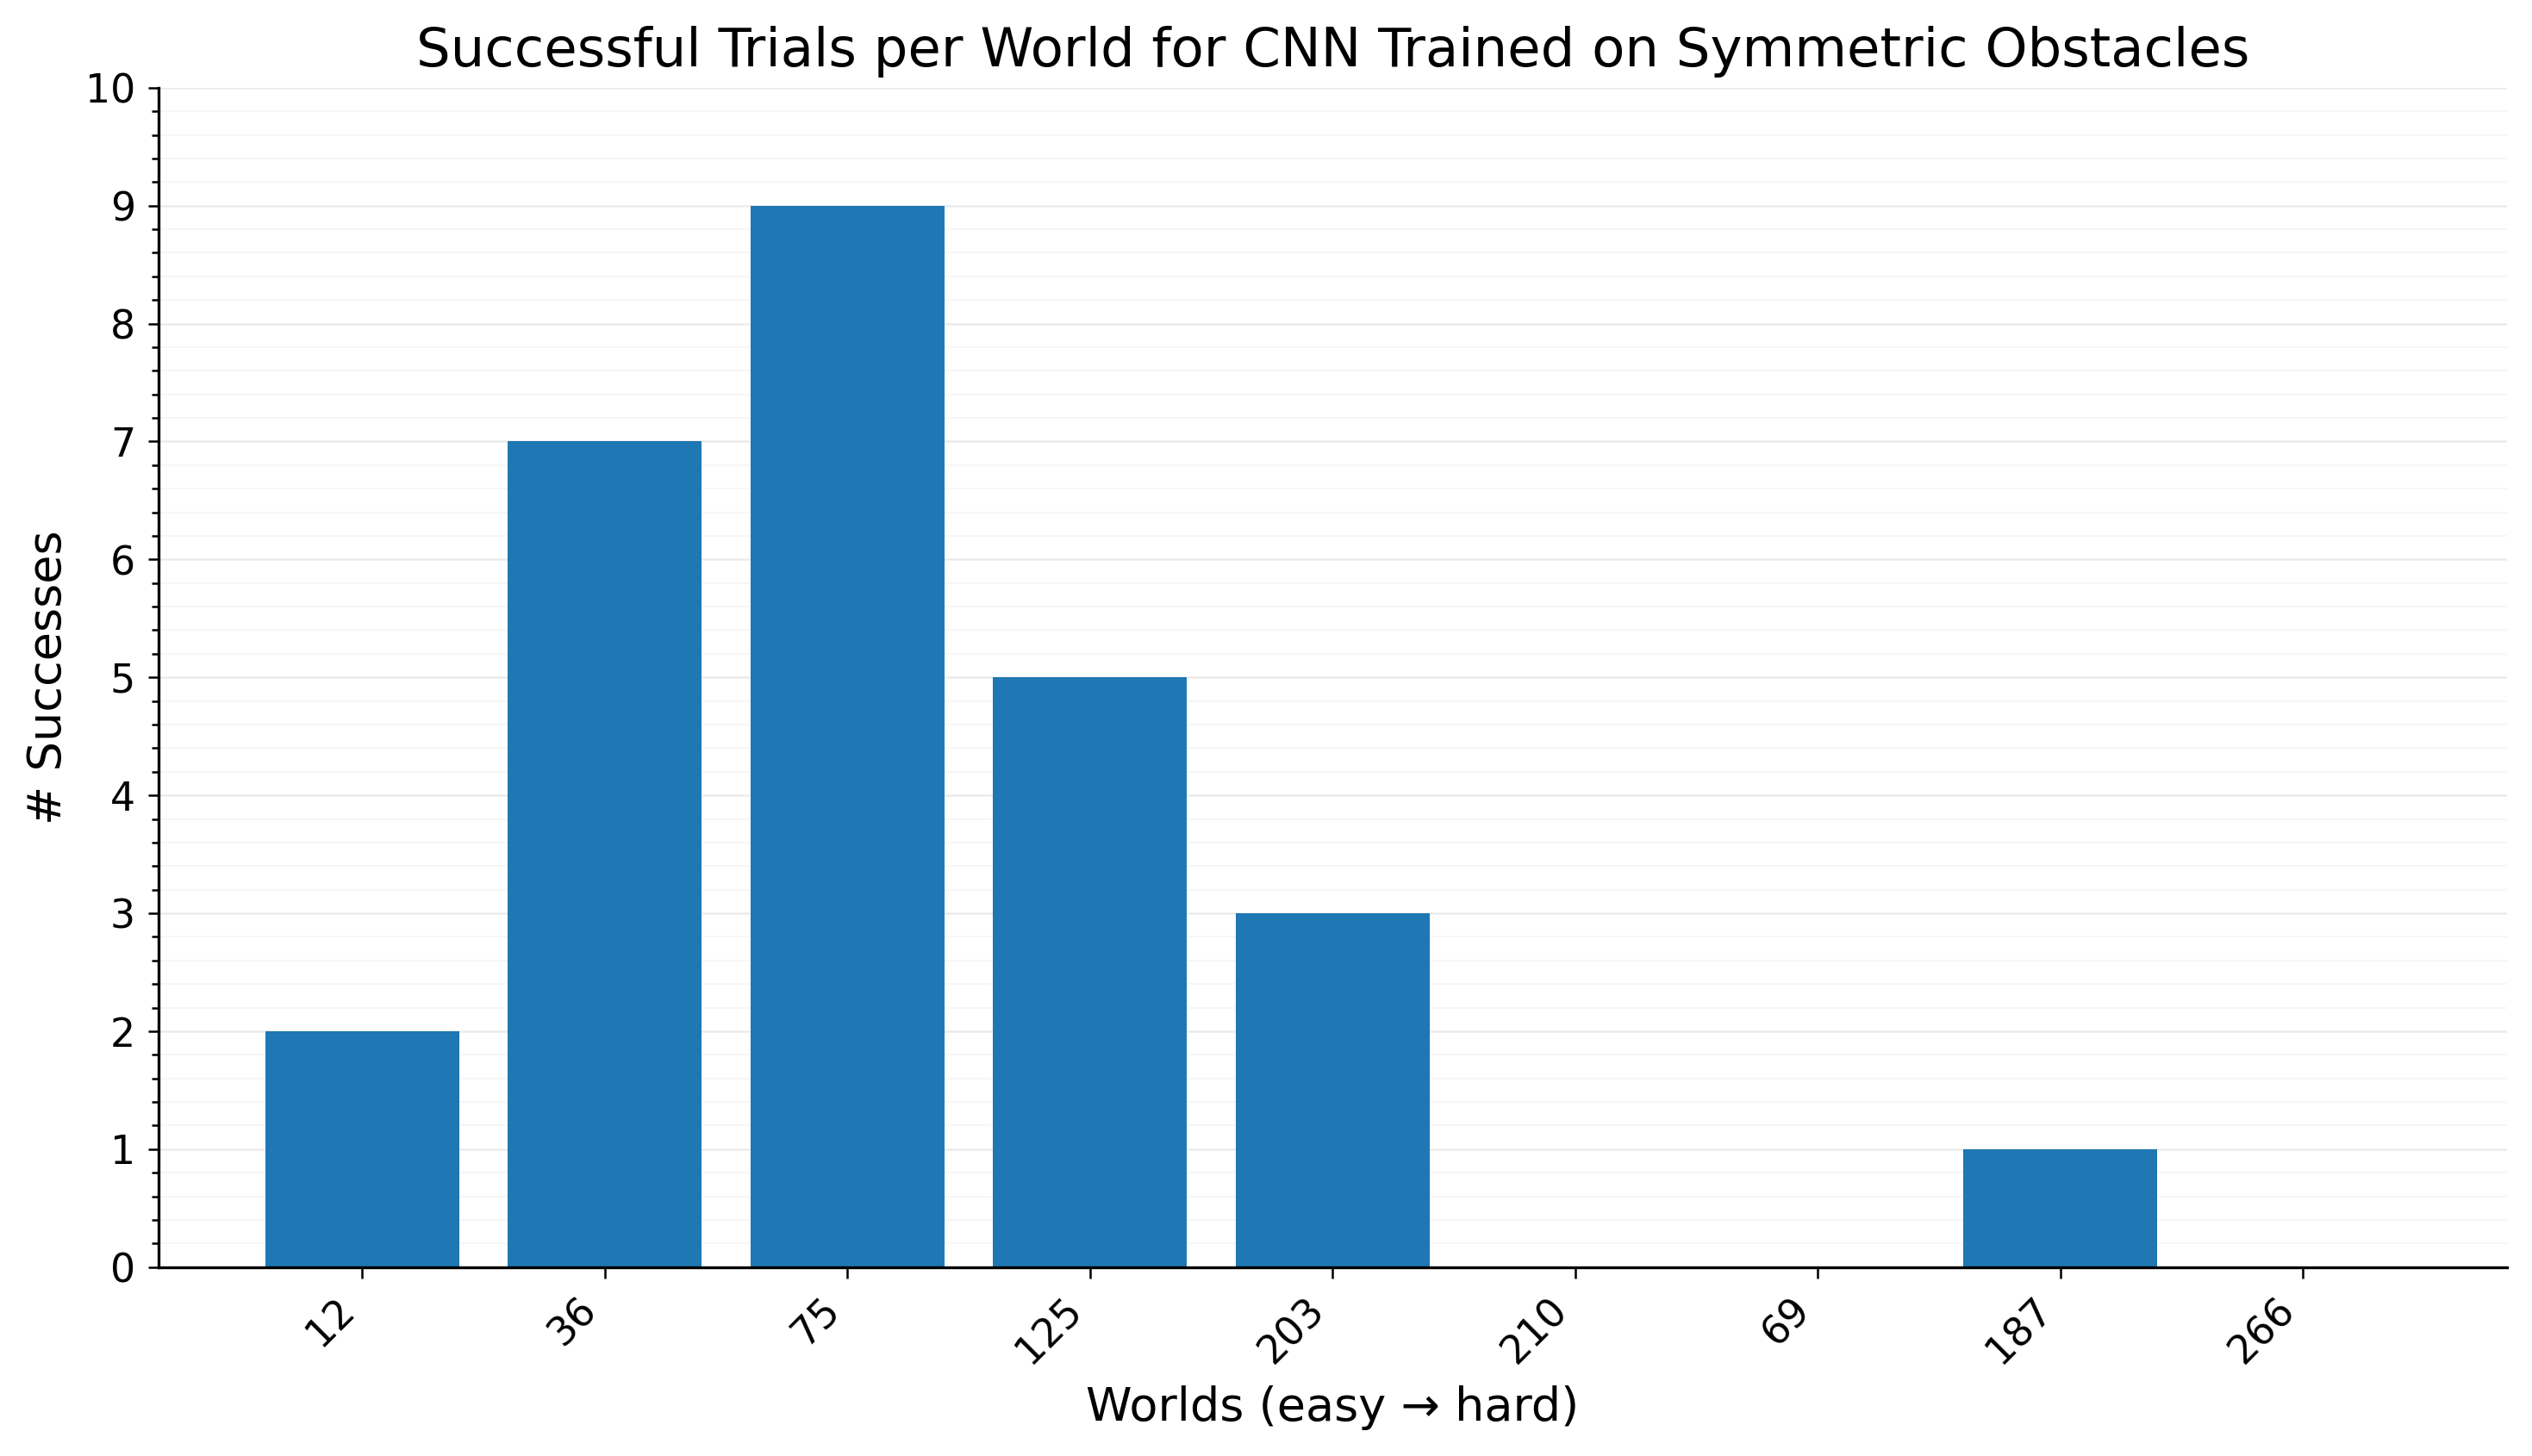 Successful Trials per World for CNN Trained on Symmetric Obstacles
10
9
8
7
6
5
4
3
2
1
0
# Successes
12 36 75 125 203 210 69 187 266
Worlds (easy → hard)